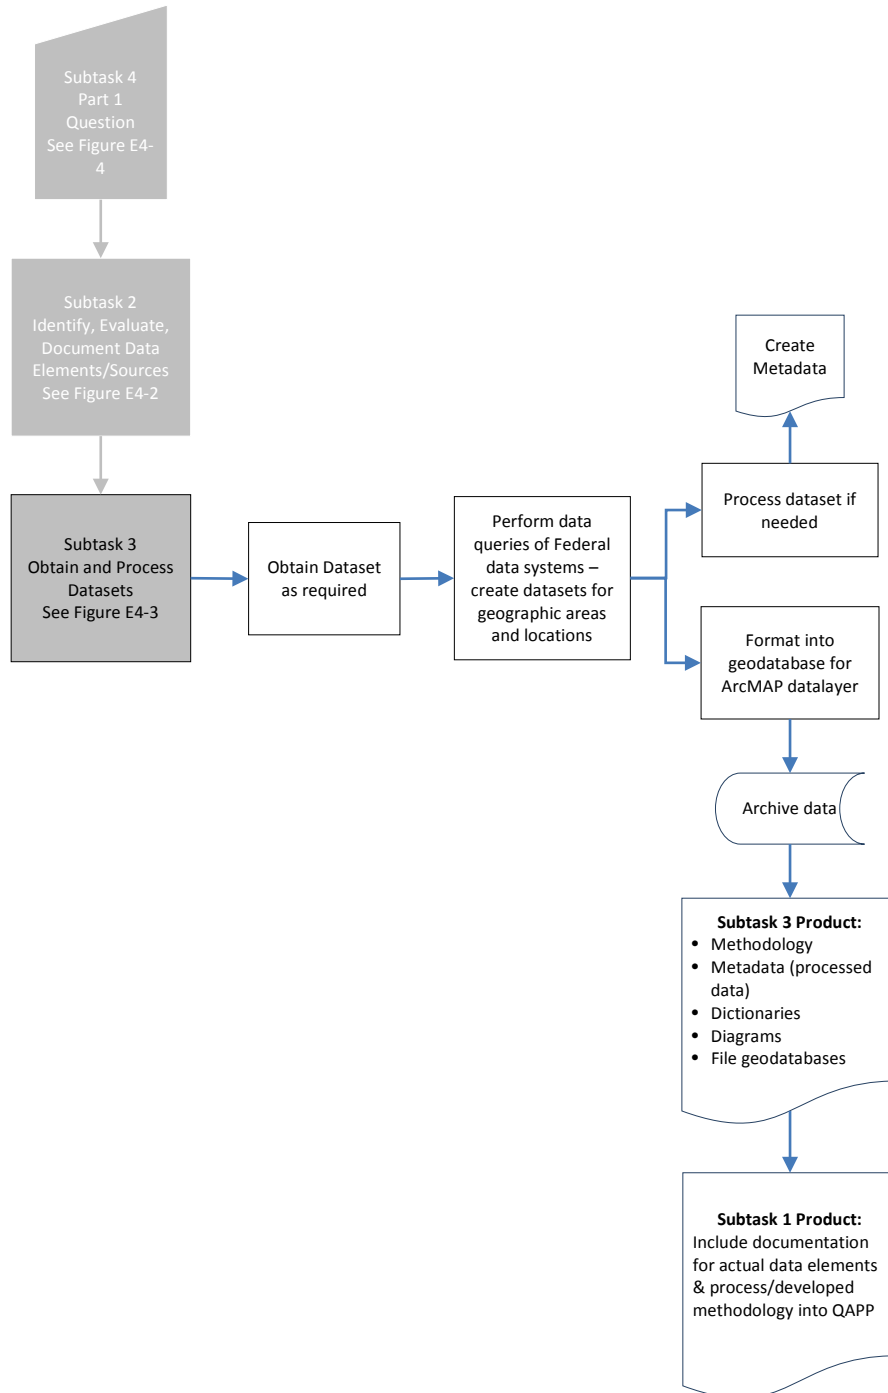 Subtask 4
Part 1
Question
See Figure E4-
4
Subtask 2
Identify, Evaluate,
Document Data
Elements/Sources
See Figure E4-2
Create
Metadata
Subtask 3
Obtain and Process
Datasets
See Figure E4-3
Obtain Dataset
as required
Perform data
queries of Federal
data systems –
create datasets for
geographic areas
and locations
Process dataset if
needed
Format into
geodatabase for
ArcMAP datalayer
Archive data
Subtask 3 Product:
• Methodology
• Metadata (processed
data)
• Dictionaries
• Diagrams
• File geodatabases
Subtask 1 Product:
Include documentation
for actual data elements
& process/developed
methodology into QAPP